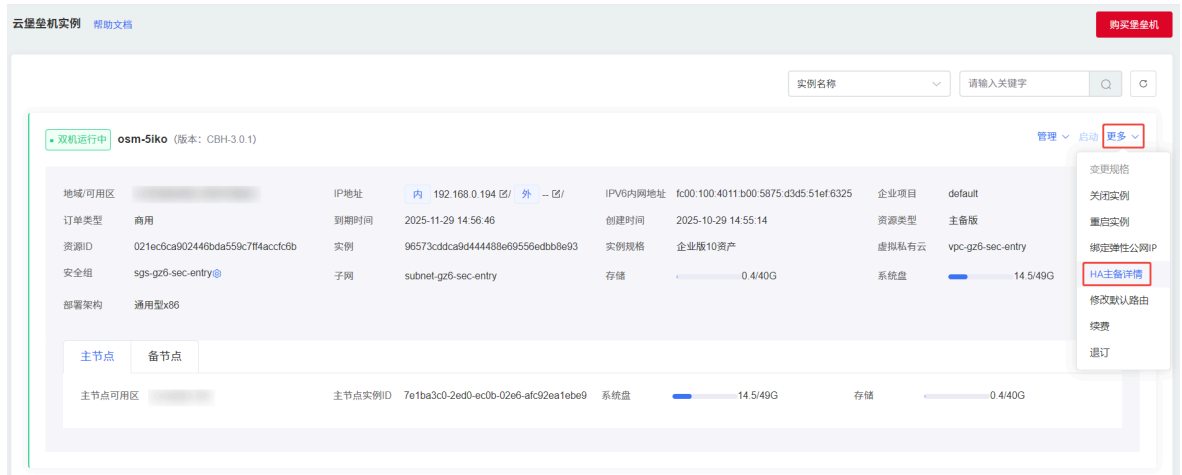 云堡垒机实例 帮助文档 购买堡垒机
实例名称 请输入关键字
双机运行中 osm-5iko (版本：CBH-3.0.1) 管理 启动 更多
变更规格
关闭实例
重启实例
绑定弹性公网IP
HA主备详情
修改默认路由
续费
退订
地域/可用区 IP地址 内 192.168.0.194 / 外 -- / IPV6内网地址 fc00:100:4011:b00:5875:d3d5:51ef:6325 企业项目 default
订单类型 商用 到期时间 2025-11-29 14:56:46 创建时间 2025-10-29 14:55:14 资源类型 主备版
资源ID 021ec6ca902446bda559c7ff4accfc6b 实例 96573cddca9d444488e69556edbb8e93 实例规格 企业版10资产 虚拟私有云 vpc-gz6-sec-entry
安全组 sgs-gz6-sec-entry 子网 subnet-gz6-sec-entry 存储 0.4/40G 系统盘 14.5/49G
部署架构 通用型x86
主节点 备节点
主节点可用区 主节点实例ID 7e1ba3c0-2ed0-ec0b-02e6-afc92ea1ebe9 系统盘 14.5/49G 存储 0.4/40G